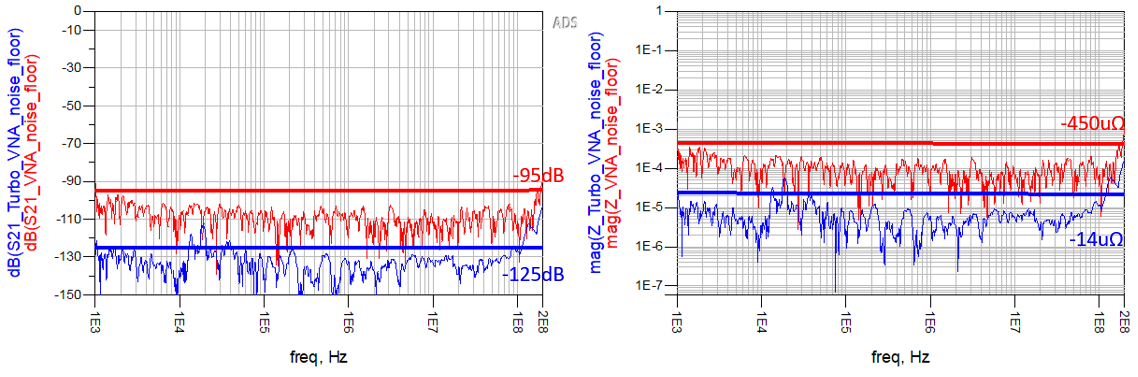 dB(S21_Turbo_VNA_noise_floor)
dB(S21_VNA_noise_floor)
0
-10
-30
-50
-70
-90
-110
-130
-150
1E3
1E4
1E5
1E6
1E7
1E8
2E8
freq, Hz
-95dB
-125dB
ADS
mag(Z_Turbo_VNA_noise_floor)
mag(Z_VNA_noise_floor)
1
1E-1
1E-2
1E-3
1E-4
1E-5
1E-6
1E-7
1E3
1E4
1E5
1E6
1E7
1E8
2E8
freq, Hz
-450uΩ
-14uΩ